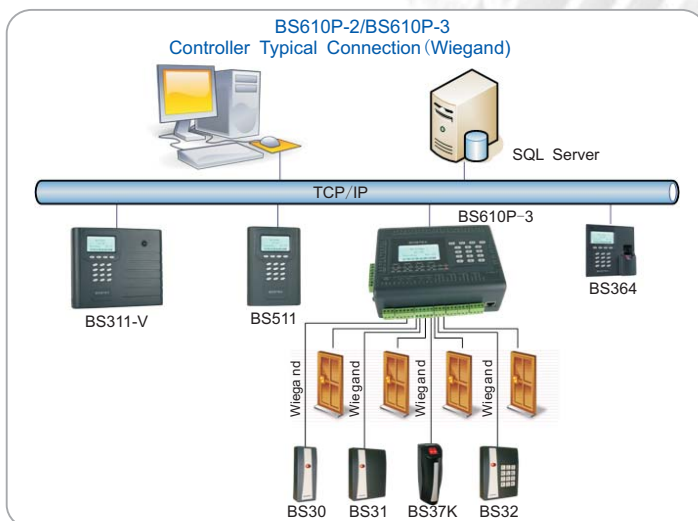 BS610P-2/BS610P-3
Controller Typical Connection (Wiegand)
SQL Server
TCP/IP
BS610P-3
BS311-V
BS511
BS364
Wiegand
Wiegand
Wiegand
Wiegand
BS30
BS31
BS37K
BS32